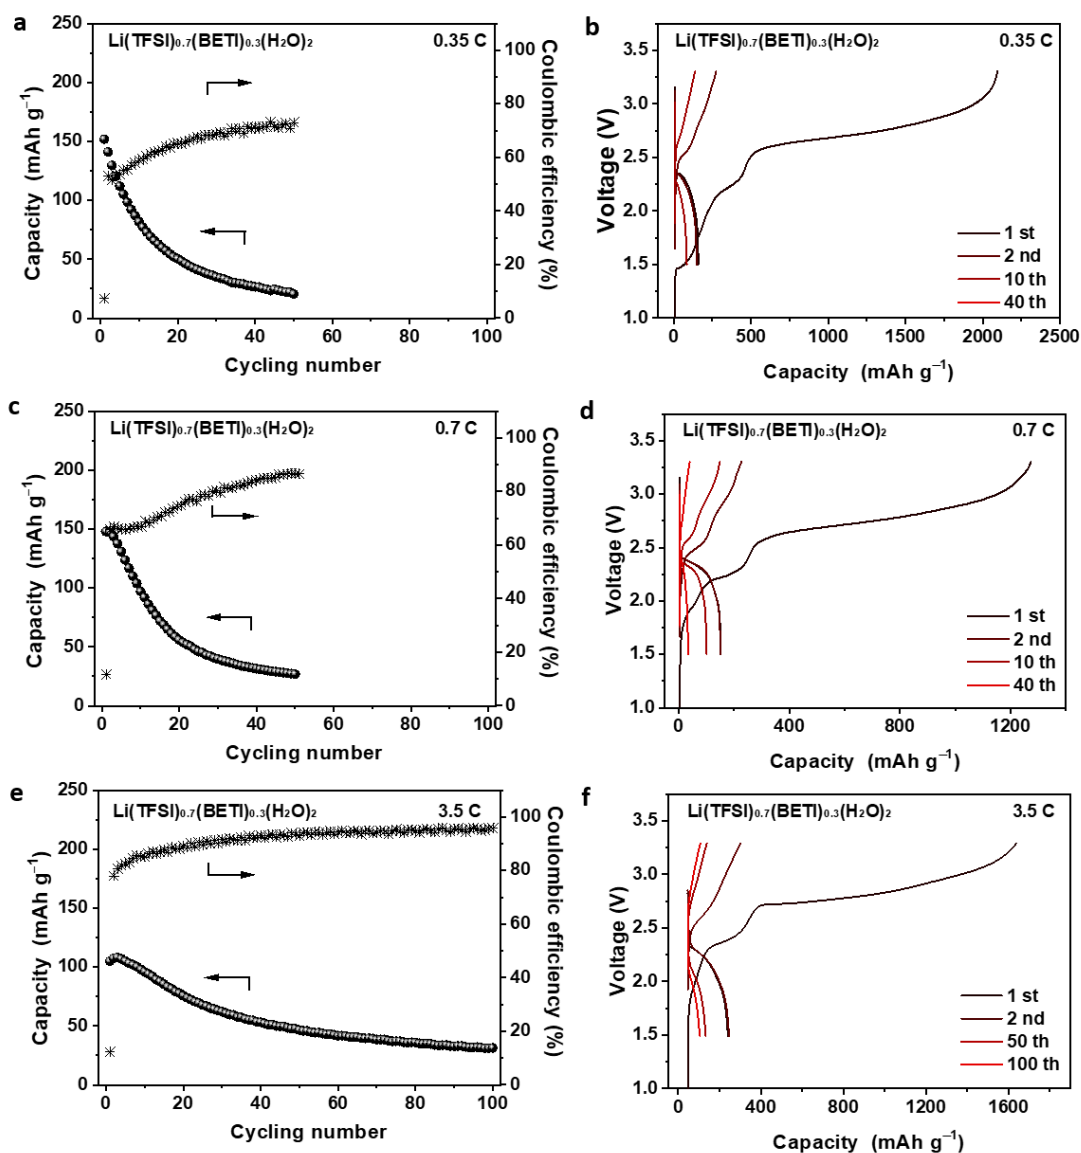 a
250
200
150
100
50
0
Capacity (mAh g⁻¹)
Li(TFSI)₀.₇(BETI)₀.₃(H₂O)₂ 0.35 C
100
80
60
40
20
0
Coulombic efficiency (%)
0 20 40 60 80 100
Cycling number
b
3.5
3.0
2.5
2.0
1.5
1.0
Voltage (V)
Li(TFSI)₀.₇(BETI)₀.₃(H₂O)₂ 0.35 C
1 st
2 nd
10 th
40 th
0 500 1000 1500 2000 2500
Capacity (mAh g⁻¹)
c
250
200
150
100
50
0
Capacity (mAh g⁻¹)
Li(TFSI)₀.₇(BETI)₀.₃(H₂O)₂ 0.7 C
100
80
60
40
20
0
Coulombic efficiency (%)
0 20 40 60 80 100
Cycling number
d
3.5
3.0
2.5
2.0
1.5
1.0
Voltage (V)
Li(TFSI)₀.₇(BETI)₀.₃(H₂O)₂ 0.7 C
1 st
2 nd
10 th
40 th
0 400 800 1200
Capacity (mAh g⁻¹)
e
250
200
150
100
50
0
Capacity (mAh g⁻¹)
Li(TFSI)₀.₇(BETI)₀.₃(H₂O)₂ 3.5 C
100
80
60
40
20
0
Coulombic efficiency (%)
0 20 40 60 80 100
Cycling number
f
3.5
3.0
2.5
2.0
1.5
1.0
Voltage (V)
Li(TFSI)₀.₇(BETI)₀.₃(H₂O)₂ 3.5 C
1 st
2 nd
50 th
100 th
0 400 800 1200 1600
Capacity (mAh g⁻¹)